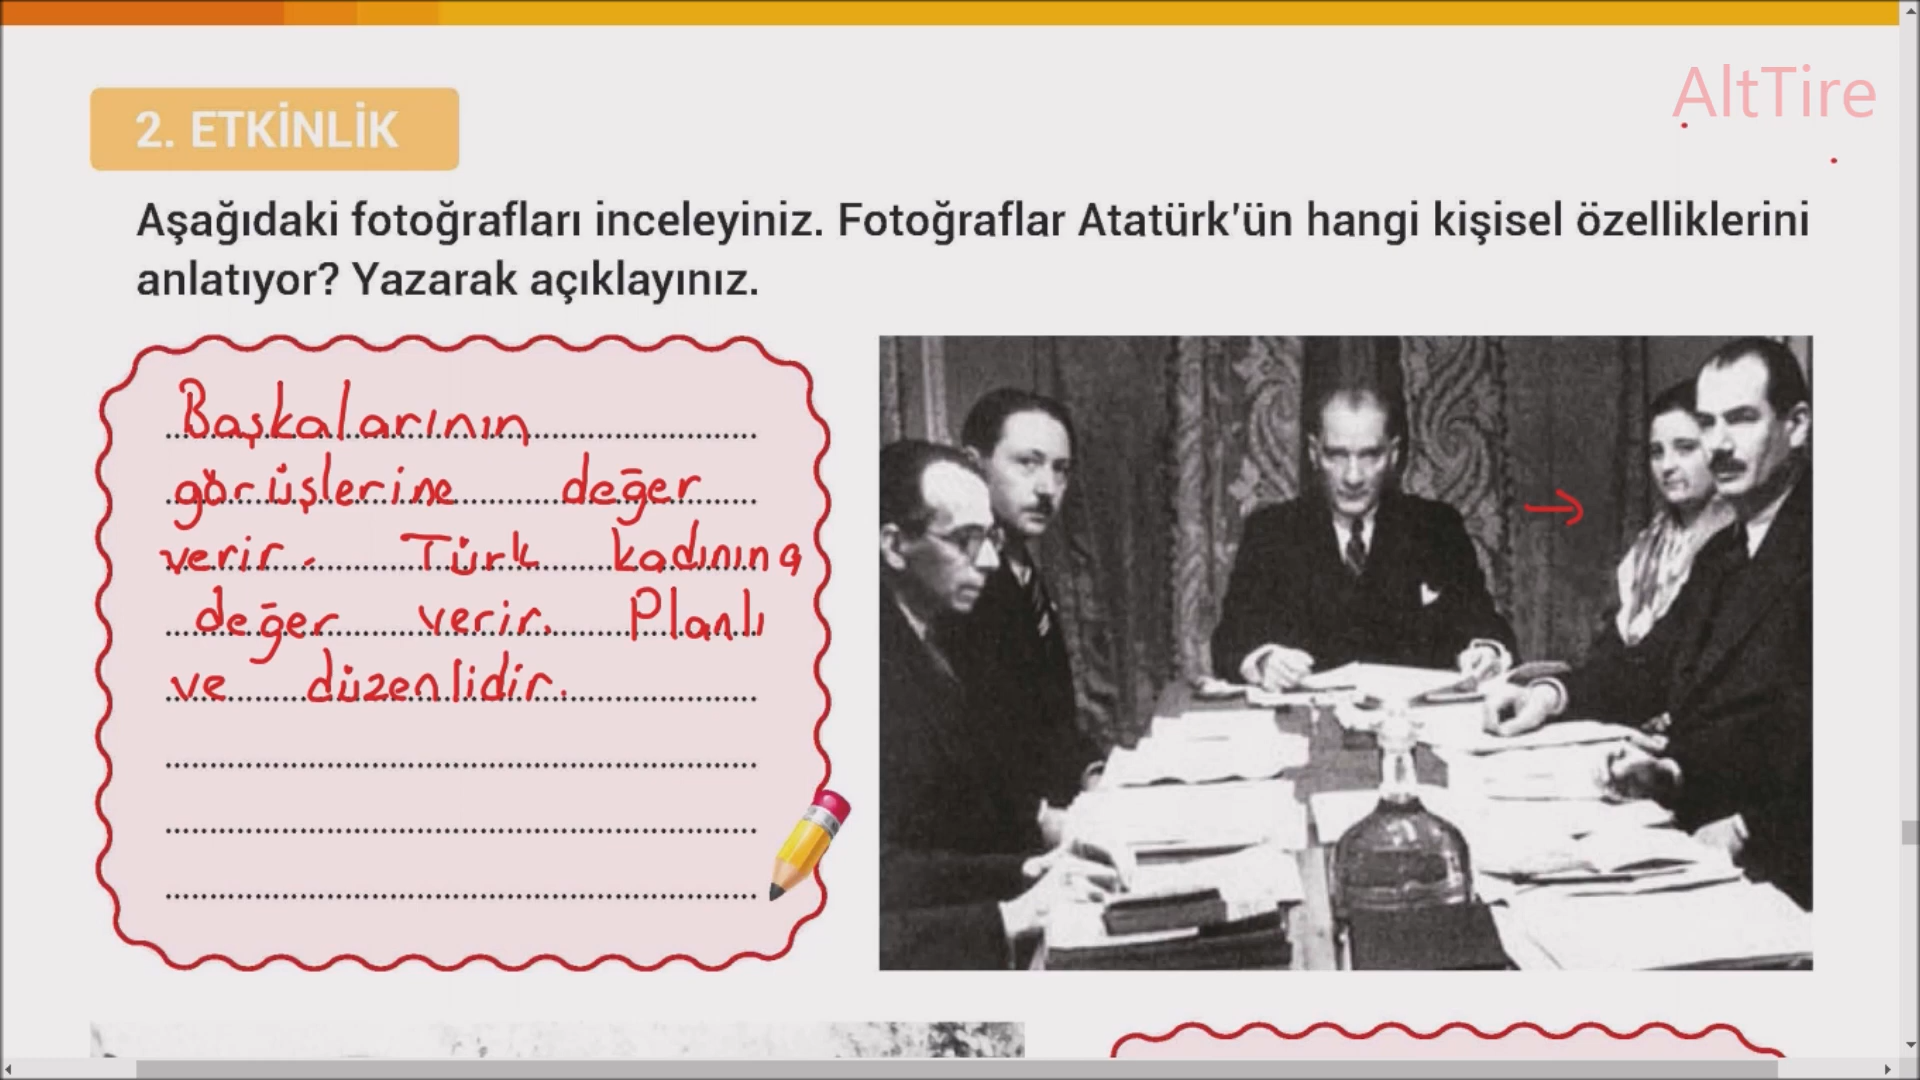 AltTire
2. ETKİNLİK
Aşağıdaki fotoğrafları inceleyiniz. Fotoğraflar Atatürk'ün hangi kişisel özelliklerini
anlatıyor? Yazarak açıklayınız.
Başkalarının
görüşlerine değer
verir. Türk kadınına
değer verir. Planlı
ve düzenlidir.